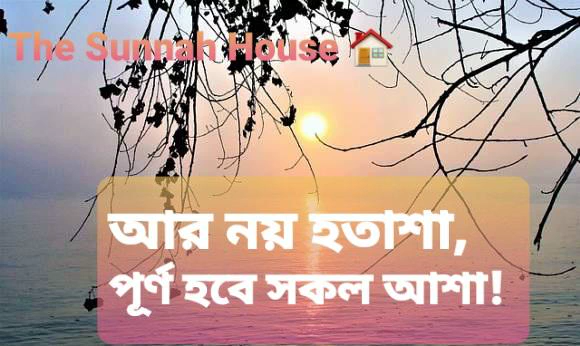 The Sunnah House 🏠
আর নয় হতাশা,
পূর্ণ হবে সকল আশা!